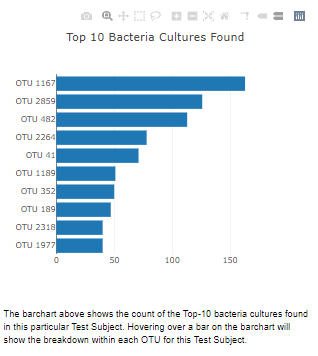 Top 10 Bacteria Cultures Found
OTU 1167
OTU 2859
OTU 482
OTU 2264
OTU 41
OTU 1189
OTU 352
OTU 189
OTU 2318
OTU 1977
0 50 100 150
The barchart above shows the count of the Top-10 bacteria cultures found
in this particular Test Subject. Hovering over a bar on the barchart will
show the breakdown within each OTU for this Test Subject.